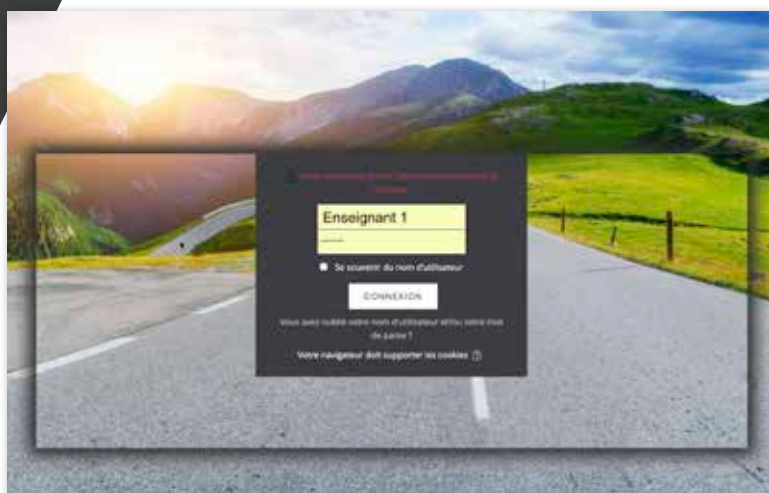 Enseignant 1
Se souvenir du nom d'utilisateur
CONNEXION
Vous avez oublié votre nom d'utilisateur et/ou votre mot
de passe ?
Votre navigateur doit supporter les cookies